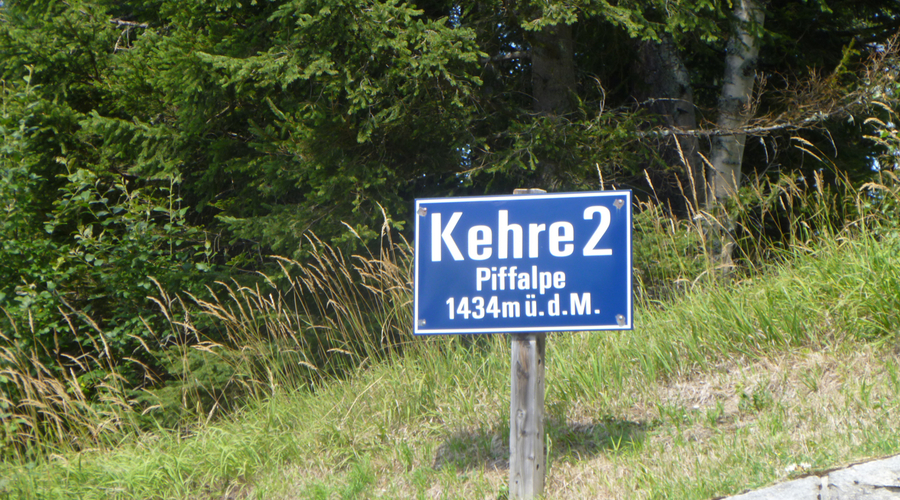 Kehre 2
Piffalpe
1434m ü.d.M.